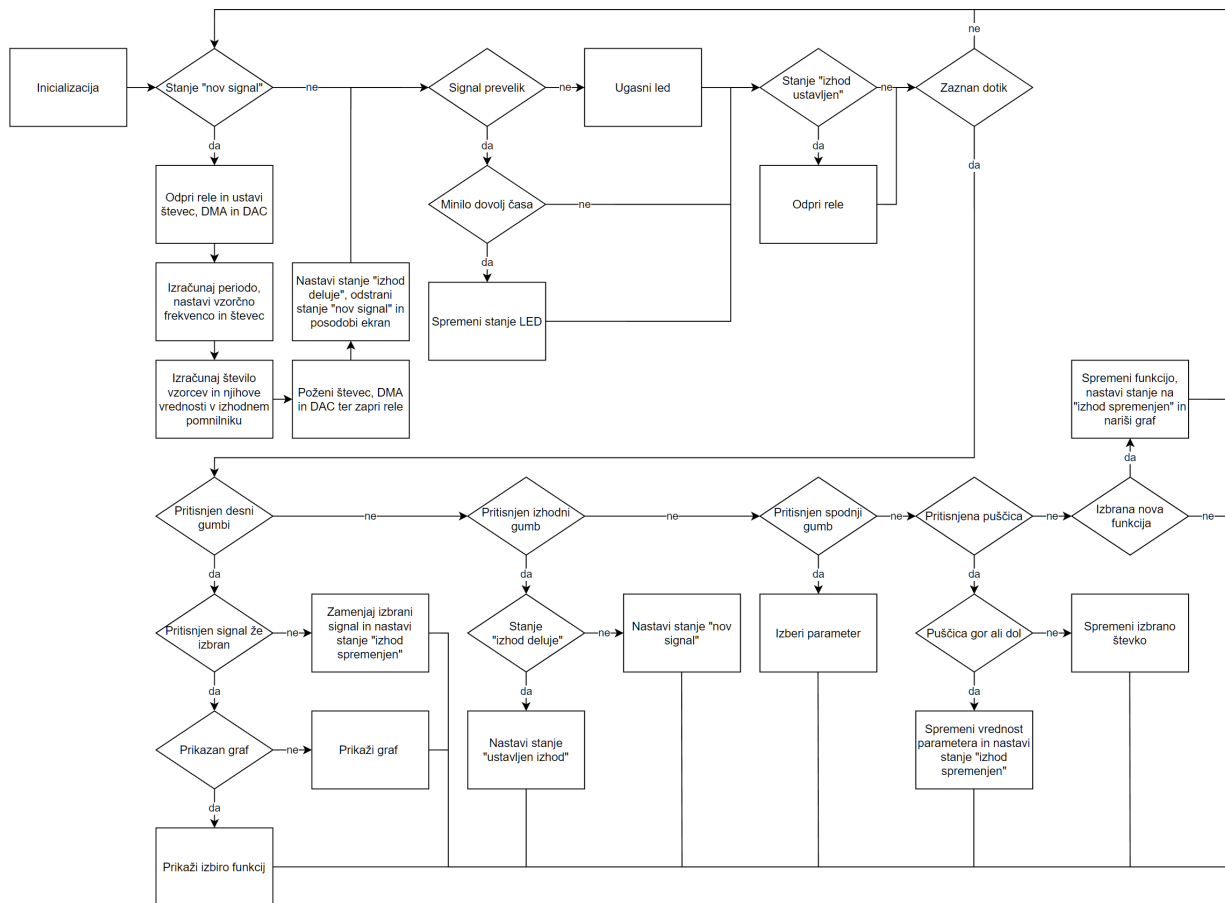 ne
Inicializacija
Stanje "nov signal"
ne
Signal prevelik
ne
Ugasni led
Stanje "izhod
ustavljen"
ne
Zaznan dotik
da
da
da
da
Odpri rele in ustavi
števec, DMA in DAC
Minilo dovolj časa
ne
Odpri rele
da
Izračunaj periodo,
nastavi vzorčno
frekvenco in števec
Nastavi stanje "izhod
deluje", odstrani
stanje "nov signal" in
posodobi ekran
Spremeni stanje LED
Izračunaj število
vzorcev in njihove
vrednosti v izhodnem
pomnilniku
Poženi števec, DMA
in DAC ter zapri rele
Spremeni funkcijo,
nastavi stanje na
"izhod spremenjen" in
nariši graf
da
Pritisnjen desni
gumbi
ne
Pritisnjen izhodni
gumb
ne
Pritisnjen spodnji
gumb
ne
Pritisnjena puščica
ne
Izbrana nova
funkcija
ne
da
da
da
da
Pritisnjen signal že
izbran
ne
Zamenjaj izbrani
signal in nastavi
stanje "izhod
spremenjen"
Stanje
"izhod deluje"
ne
Nastavi stanje "nov
signal"
Izberi parameter
Puščica gor ali dol
ne
Spremeni izbrano
števko
da
da
da
Prikazan graf
ne
Prikaži graf
Nastavi stanje
"ustavljen izhod"
Spremeni vrednost
parametera in nastavi
stanje "izhod
spremenjen"
da
Prikaži izbiro funkcij